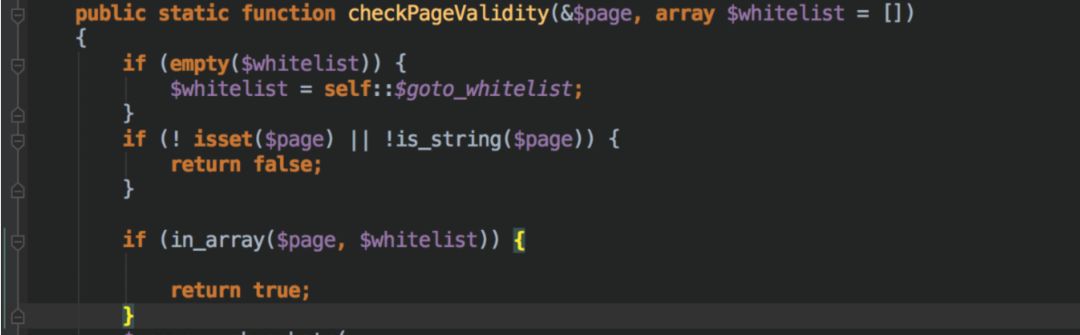 public static function checkPageValidity(&$page, array $whitelist = [])
{
if (empty($whitelist)) {
$whitelist = self::$goto_whitelist;
}
if (! isset($page) || !is_string($page)) {
return false;
}
if (in_array($page, $whitelist)) {
return true;
}